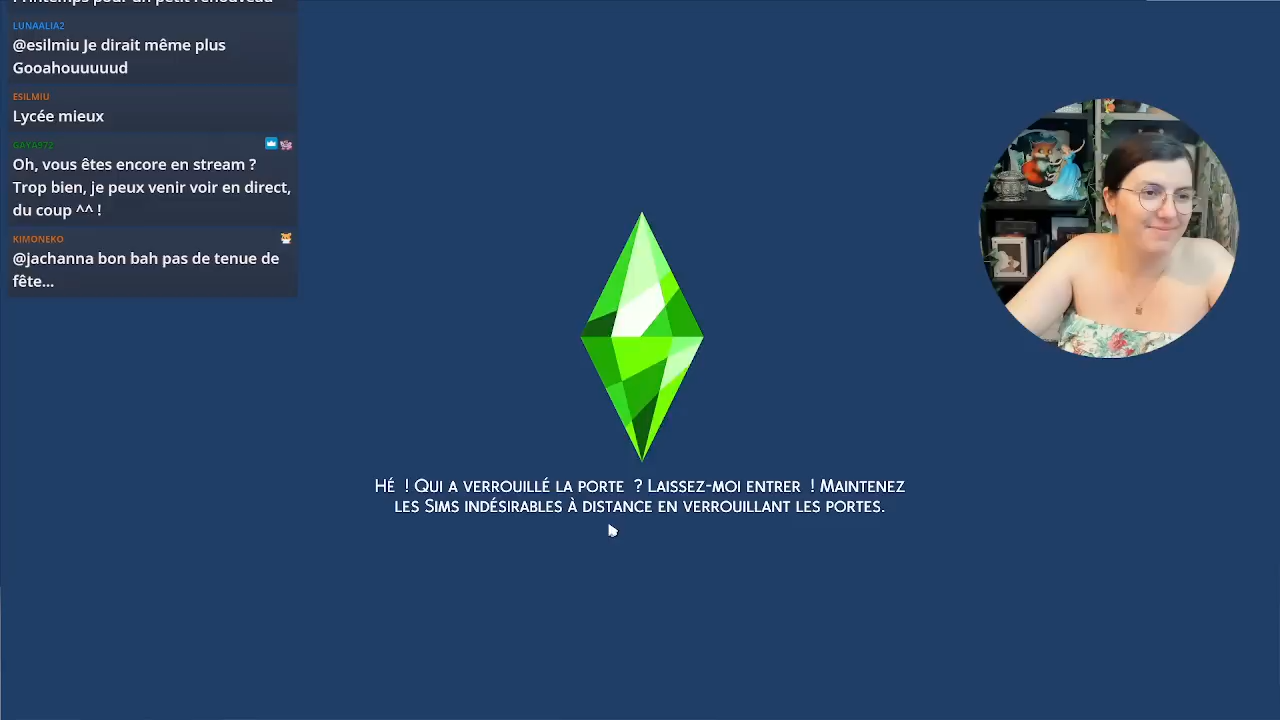 LUNAALIA2
@esilmiu Je dirait même plus
Gooahouuuuud
ESILMIU
Lycée mieux
GAYA972
Oh, vous êtes encore en stream ?
Trop bien, je peux venir voir en direct,
du coup ^^ !
KIMONEKO
@jachanna bon bah pas de tenue de
fête...
Hé ! Qui a verrouillé la porte ? Laissez-moi entrer ! Maintenez
les Sims indésirables à distance en verrouillant les portes.